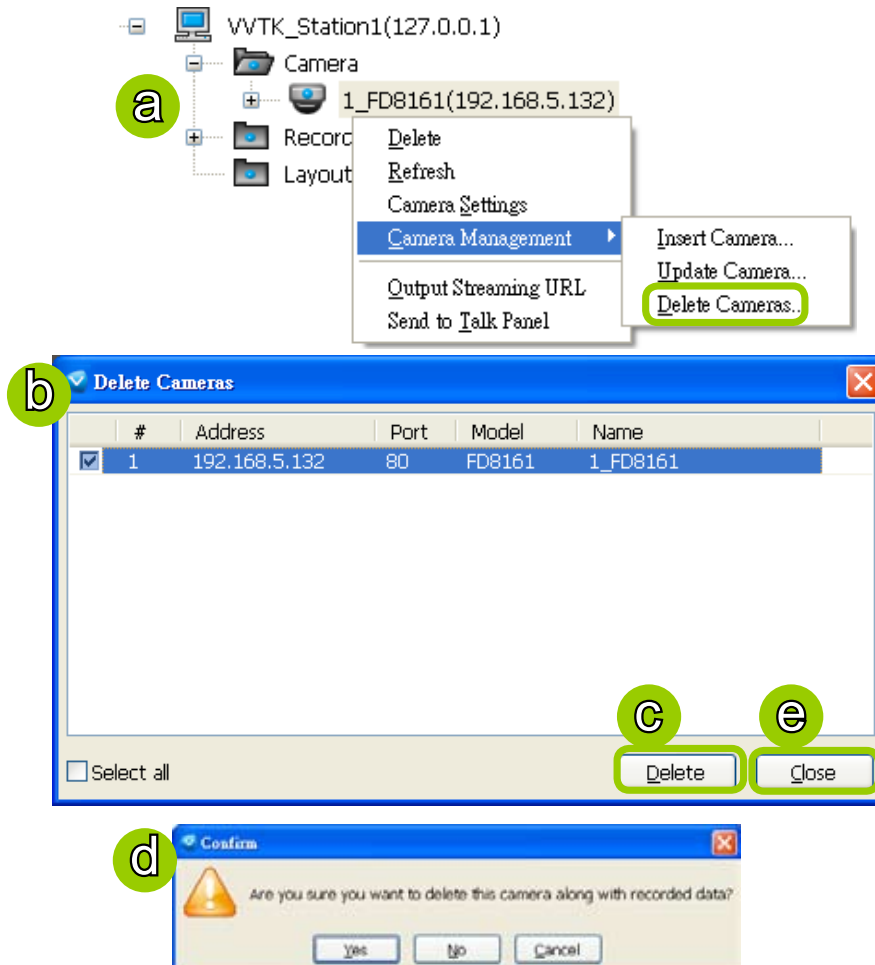 VVTK_Station1(127.0.0.1)
Camera
a
1_FD8161(192.168.5.132)
Record
Layout
Delete
Refresh
Camera Settings
Camera Management
Output Streaming URL
Send to Talk Panel
Insert Camera...
Update Camera...
Delete Cameras..
b
Delete Cameras
# Address Port Model Name
1 192.168.5.132 80 FD8161 1_FD8161
c e
Select all Delete Close
d
Confirm
Are you sure you want to delete this camera along with recorded data?
Yes No Cancel